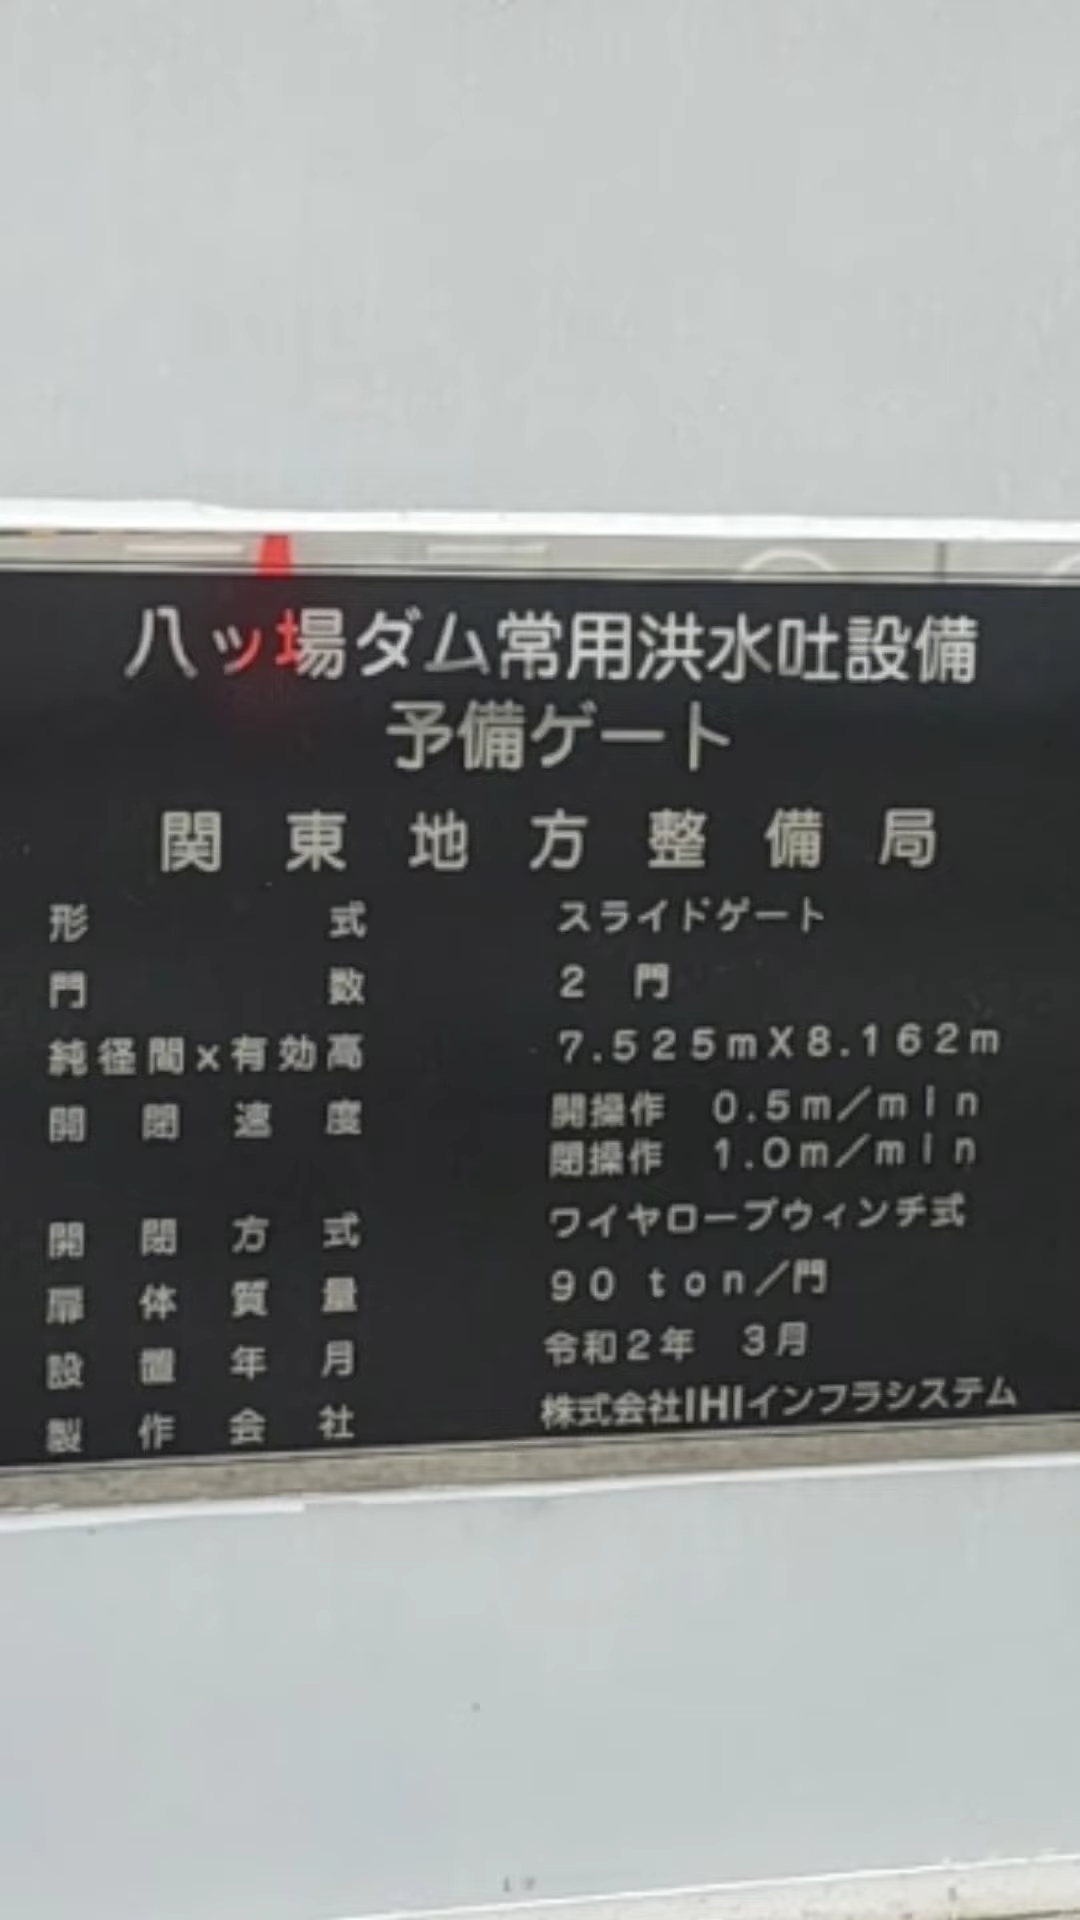 八ッ場ダム常用洪水吐設備
予備ゲート
関東地方整備局
形式 スライドゲート
門数 2 門
純径間x有効高 7.525mX8.162m
開閉速度 開操作 0.5m/min
閉操作 1.0m/min
開閉方式 ワイヤロープウィンチ式
扉体質量 90 ton/門
設置年月 令和2年 3月
製作会社 株式会社IHIインフラシステム